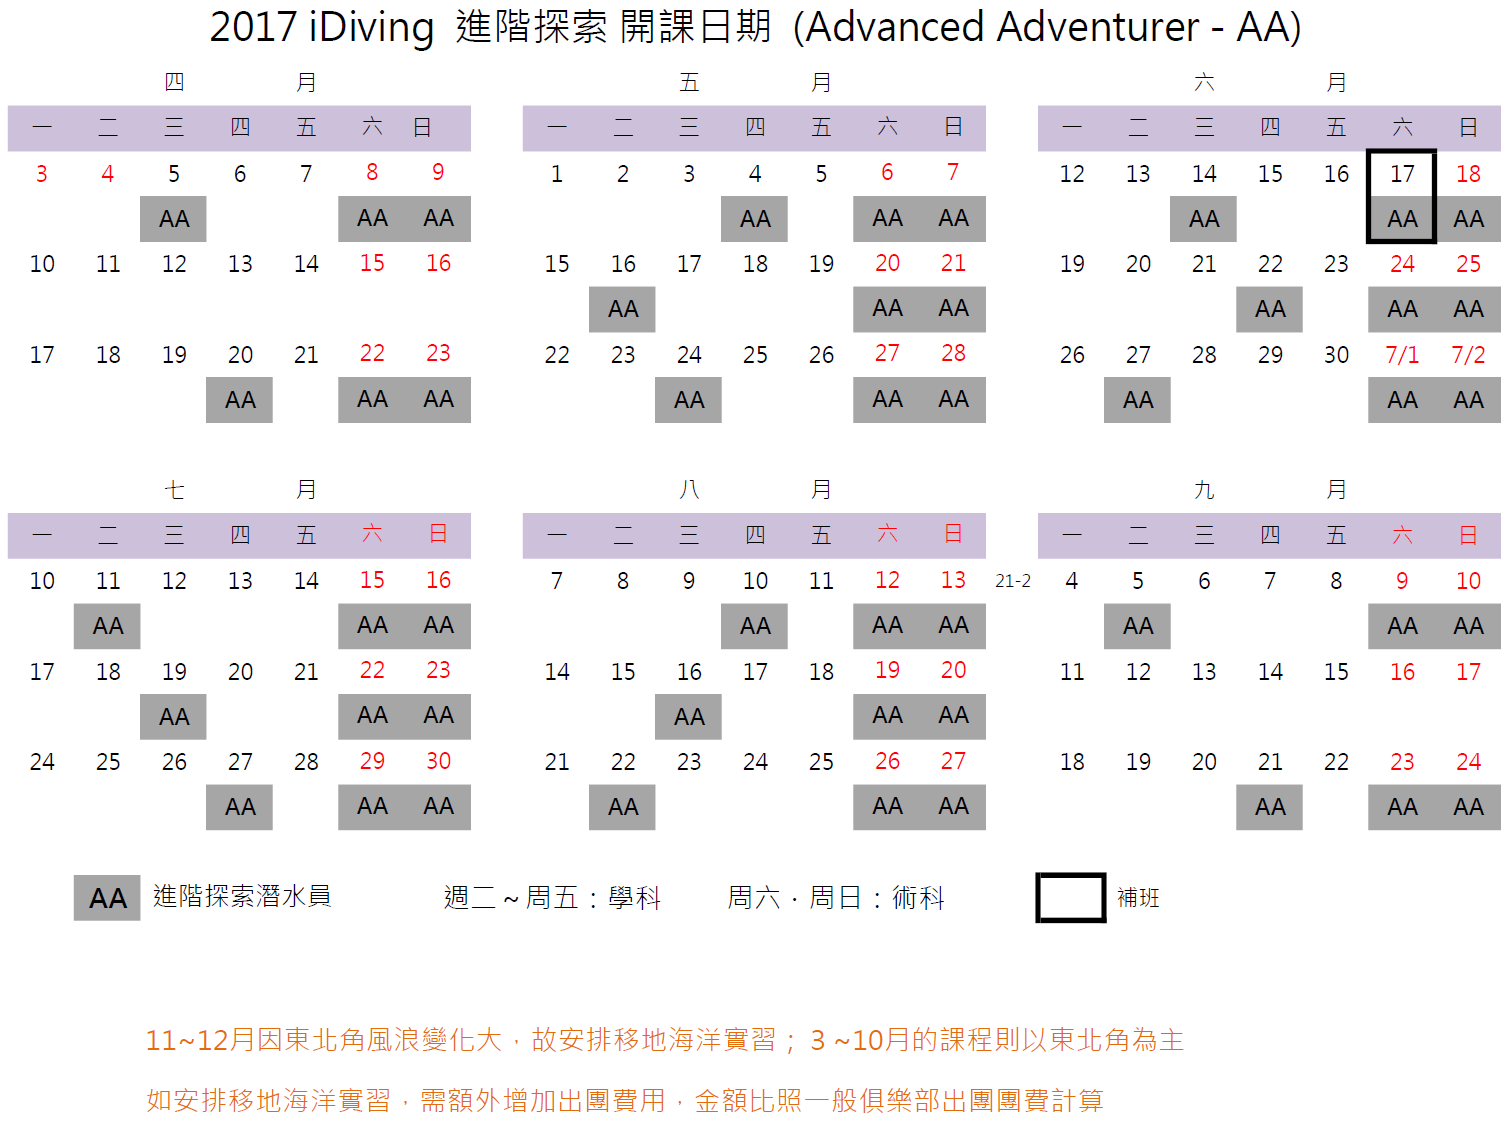 2017 iDiving 進階探索 開課日期 (Advanced Adventurer - AA)
四 月 五 月 六 月
一 二 三 四 五 六 日 一 二 三 四 五 六 日 一 二 三 四 五 六 日
3 4 5 6 7 8 9 1 2 3 4 5 6 7 12 13 14 15 16 17 18
AA AA AA AA AA AA AA AA AA
10 11 12 13 14 15 16 15 16 17 18 19 20 21 19 20 21 22 23 24 25
AA AA AA AA AA AA
17 18 19 20 21 22 23 22 23 24 25 26 27 28 26 27 28 29 30 7/1 7/2
AA AA AA AA AA AA AA AA AA
七 月 八 月 九 月
一 二 三 四 五 六 日 一 二 三 四 五 六 日 一 二 三 四 五 六 日
10 11 12 13 14 15 16 7 8 9 10 11 12 13 21-2 4 5 6 7 8 9 10
AA AA AA AA AA AA AA AA AA
17 18 19 20 21 22 23 14 15 16 17 18 19 20 11 12 13 14 15 16 17
AA AA AA AA AA AA
24 25 26 27 28 29 30 21 22 23 24 25 26 27 18 19 20 21 22 23 24
AA AA AA AA AA AA AA AA AA
AA 進階探索潛水員 週二~周五：學科 周六．周日：術科 補班
11~12月因東北角風浪變化大，故安排移地海洋實習；3~10月的課程則以東北角為主
如安排移地海洋實習，需額外增加出團費用，金額比照一般俱樂部出團團費計算